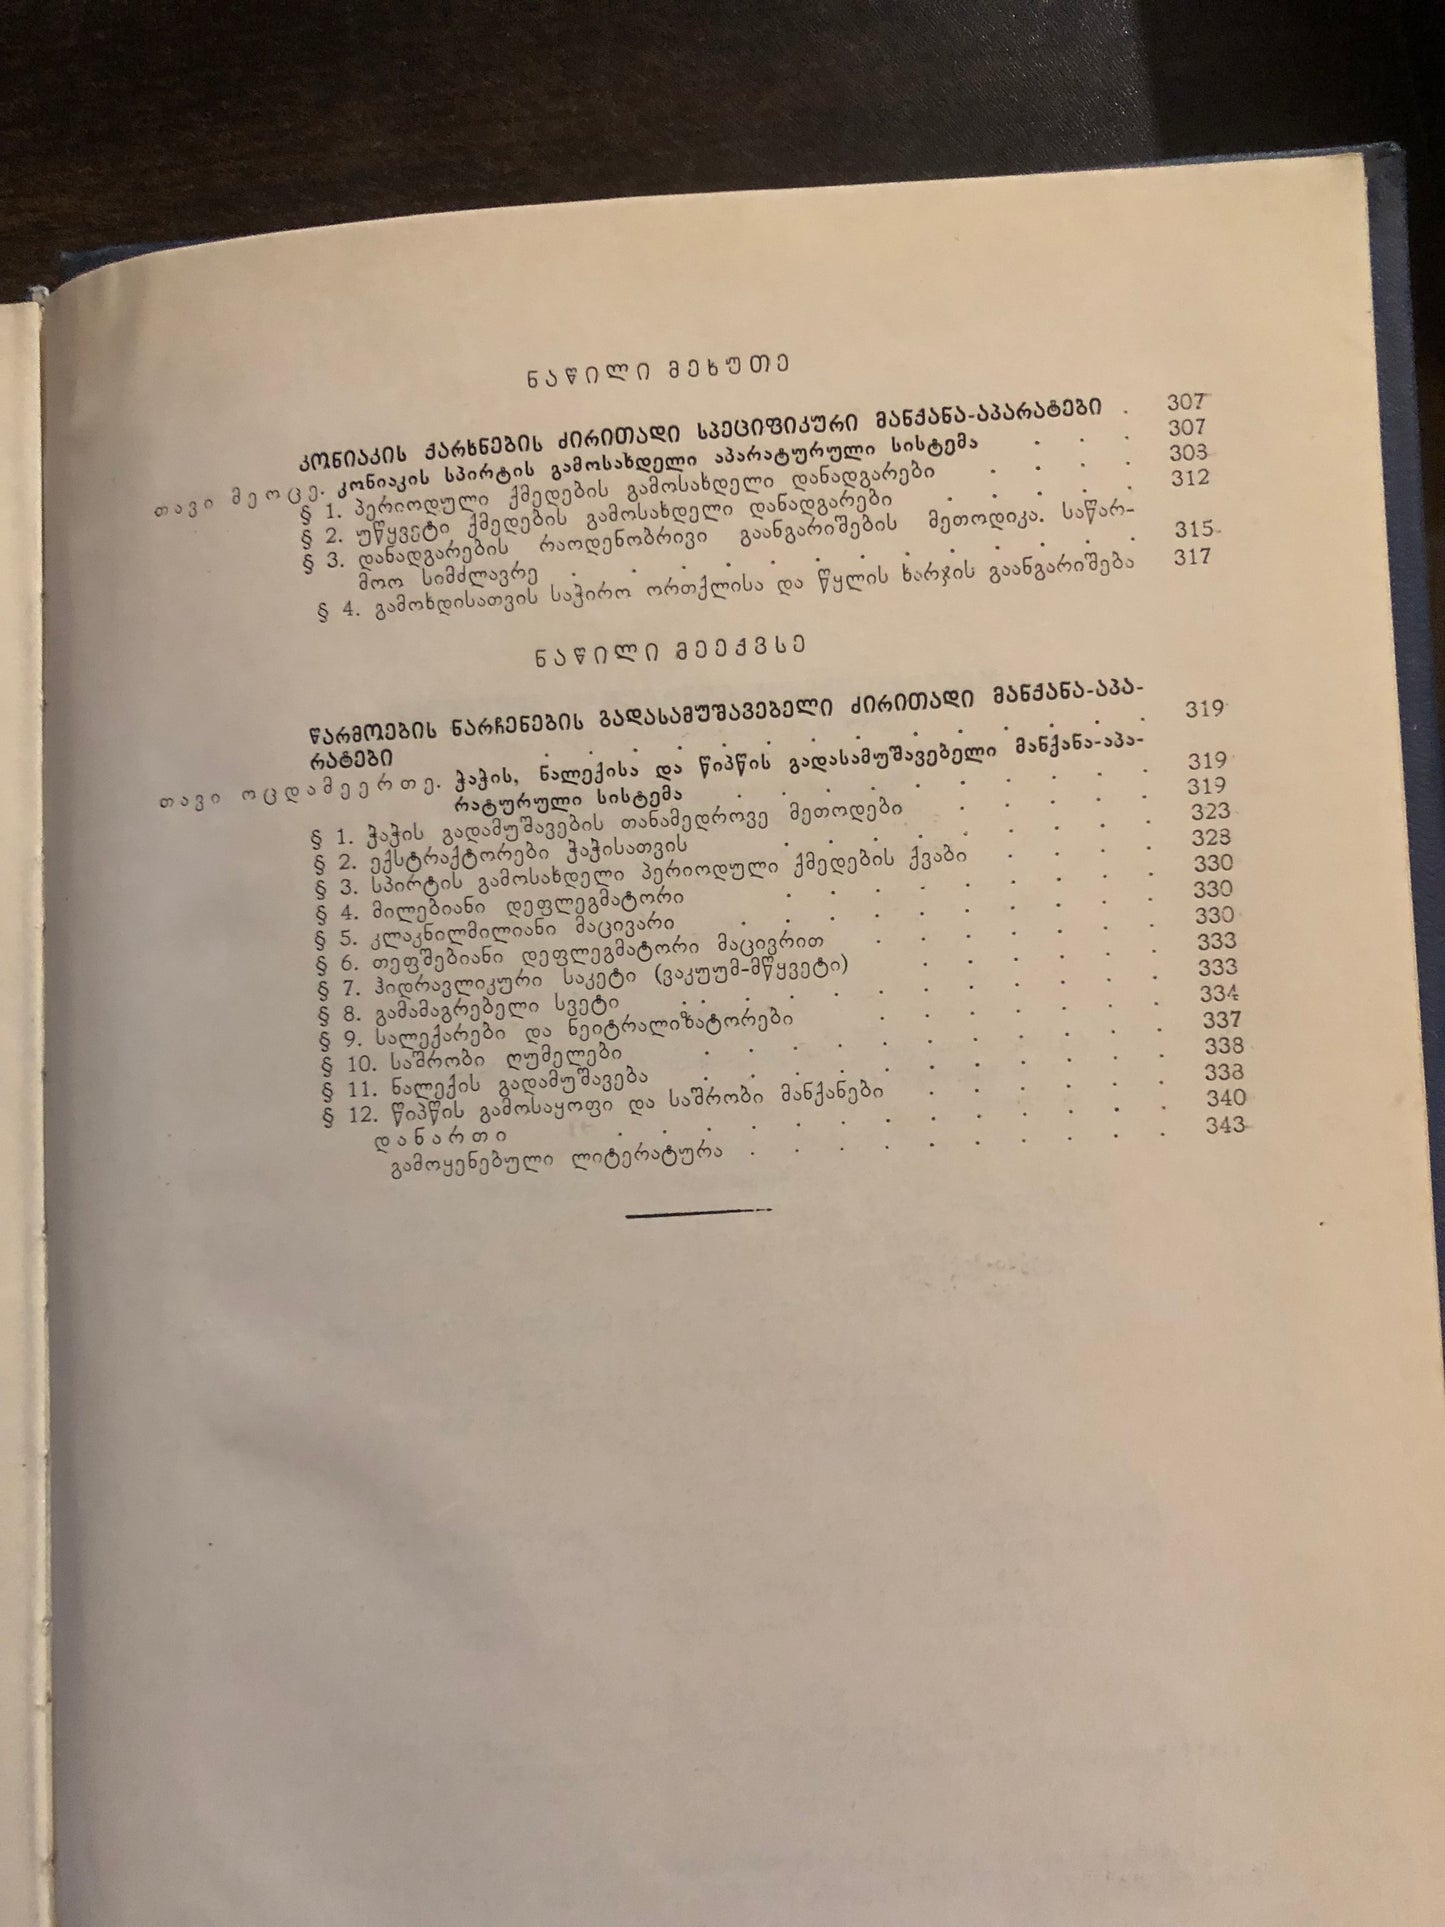 ნაწილი მეხუთე
კონიაკის ქარხნების ძირითადი სპეციფიკური მანქანა-აპარატები . 307
თავი მეოცე. კონიაკის სპირტის გამოსახდელი აპარატურული სისტემა . . . 307
§ 1. პერიოდული ქმედების გამოსახდელი დანადგარები . . . . 308
§ 2. უწყვეტი ქმედების გამოსახდელი დანადგარები . . . . . 312
§ 3. დანადგარების რაოდენობრივი გაანგარიშების მეთოდიკა. საწარ-
მოო სიმძლავრე . . . . . . . . . . 315
§ 4. გამოხდისათვის საჭირო ორთქლისა და წყლის ხარჯის გაანგარიშება 317
ნაწილი მეექვსე
წარმოების ნარჩენების გადასამუშავებელი ძირითადი მანქანა-აპა-
რატები . . . . . . . . . . . . . . 319
თავი ოცდამეერთე. ჭაჭის, ნალექისა და წიპწის გადასამუშავებელი მანქანა-აპა-
რატურული სისტემა . . . . . . . . . . 319
§ 1. ჭაჭის გადამუშავების თანამედროვე მეთოდები . . . . . 319
§ 2. ექსტრაქტორები ჭაჭისათვის . . . . . . . . . 323
§ 3. სპირტის გამოსახდელი პერიოდული ქმედების ქვაბი . . . . 328
§ 4. მილებიანი დეფლეგმატორი . . . . . . . . . 330
§ 5. კლაკნილმილიანი მაცივარი . . . . . . . . . . 330
§ 6. თეფშებიანი დეფლეგმატორი მაცივრით . . . . . . . 330
§ 7. ჰიდრავლიკური საკეტი (ვაკუუმ-მწყვეტი) . . . . . . 333
§ 8. გამამაგრებელი სვეტი . . . . . . . . . . . 333
§ 9. სალექარები და ნეიტრალიზატორები . . . . . . . 334
§ 10. საშრობი ღუმელები . . . . . . . . . . . 337
§ 11. ნალექის გადამუშავება . . . . . . . . . . . 338
§ 12. წიპწის გამოსაყოფი და საშრობი მანქანები . . . . . . 338
დანართი . . . . . . . . . . . . . 340
გამოყენებული ლიტერატურა . . . . . . . . . . 343